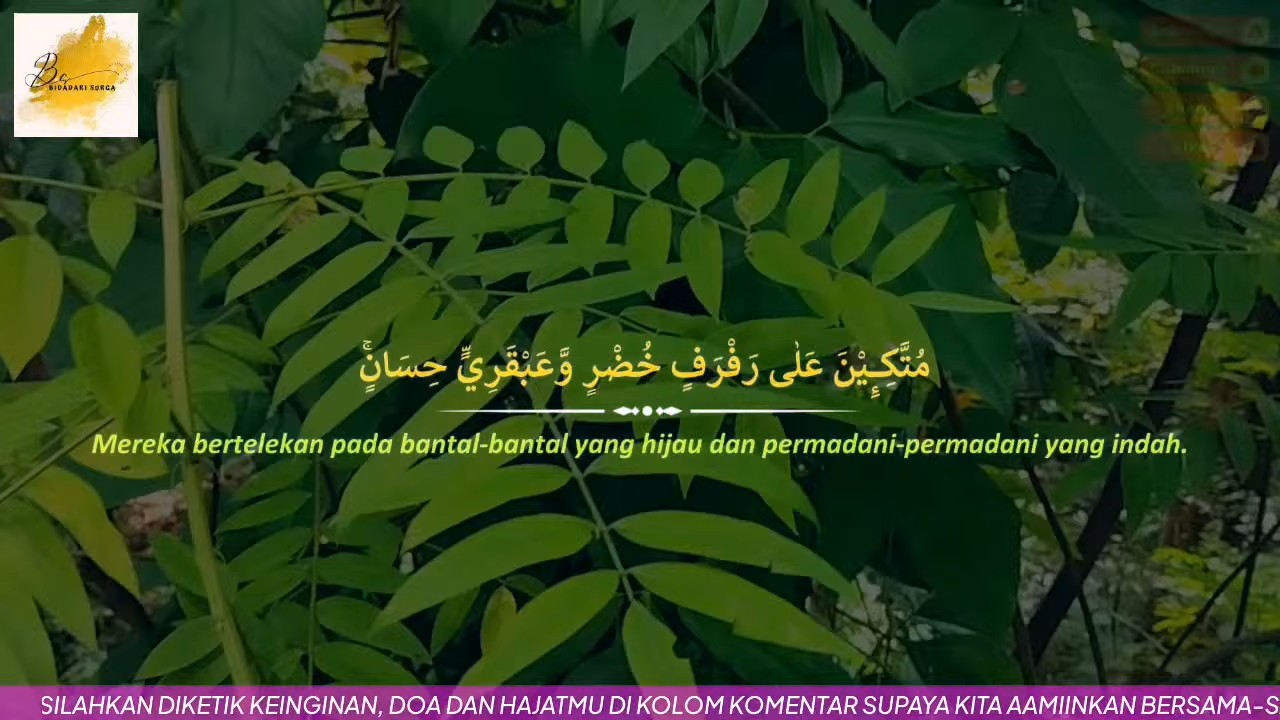 Bs
BIDADARI SURGA
مُتَّكِـِٕيْنَ عَلٰى رَفْرَفٍ خُضْرٍ وَّعَبْقَرِيٍّ حِسَانٍۚ
Mereka bertelekan pada bantal-bantal yang hijau dan permadani-permadani yang indah.
SILAHKAN DIKETIK KEINGINAN, DOA DAN HAJATMU DI KOLOM KOMENTAR SUPAYA KITA AAMIINKAN BERSAMA-S